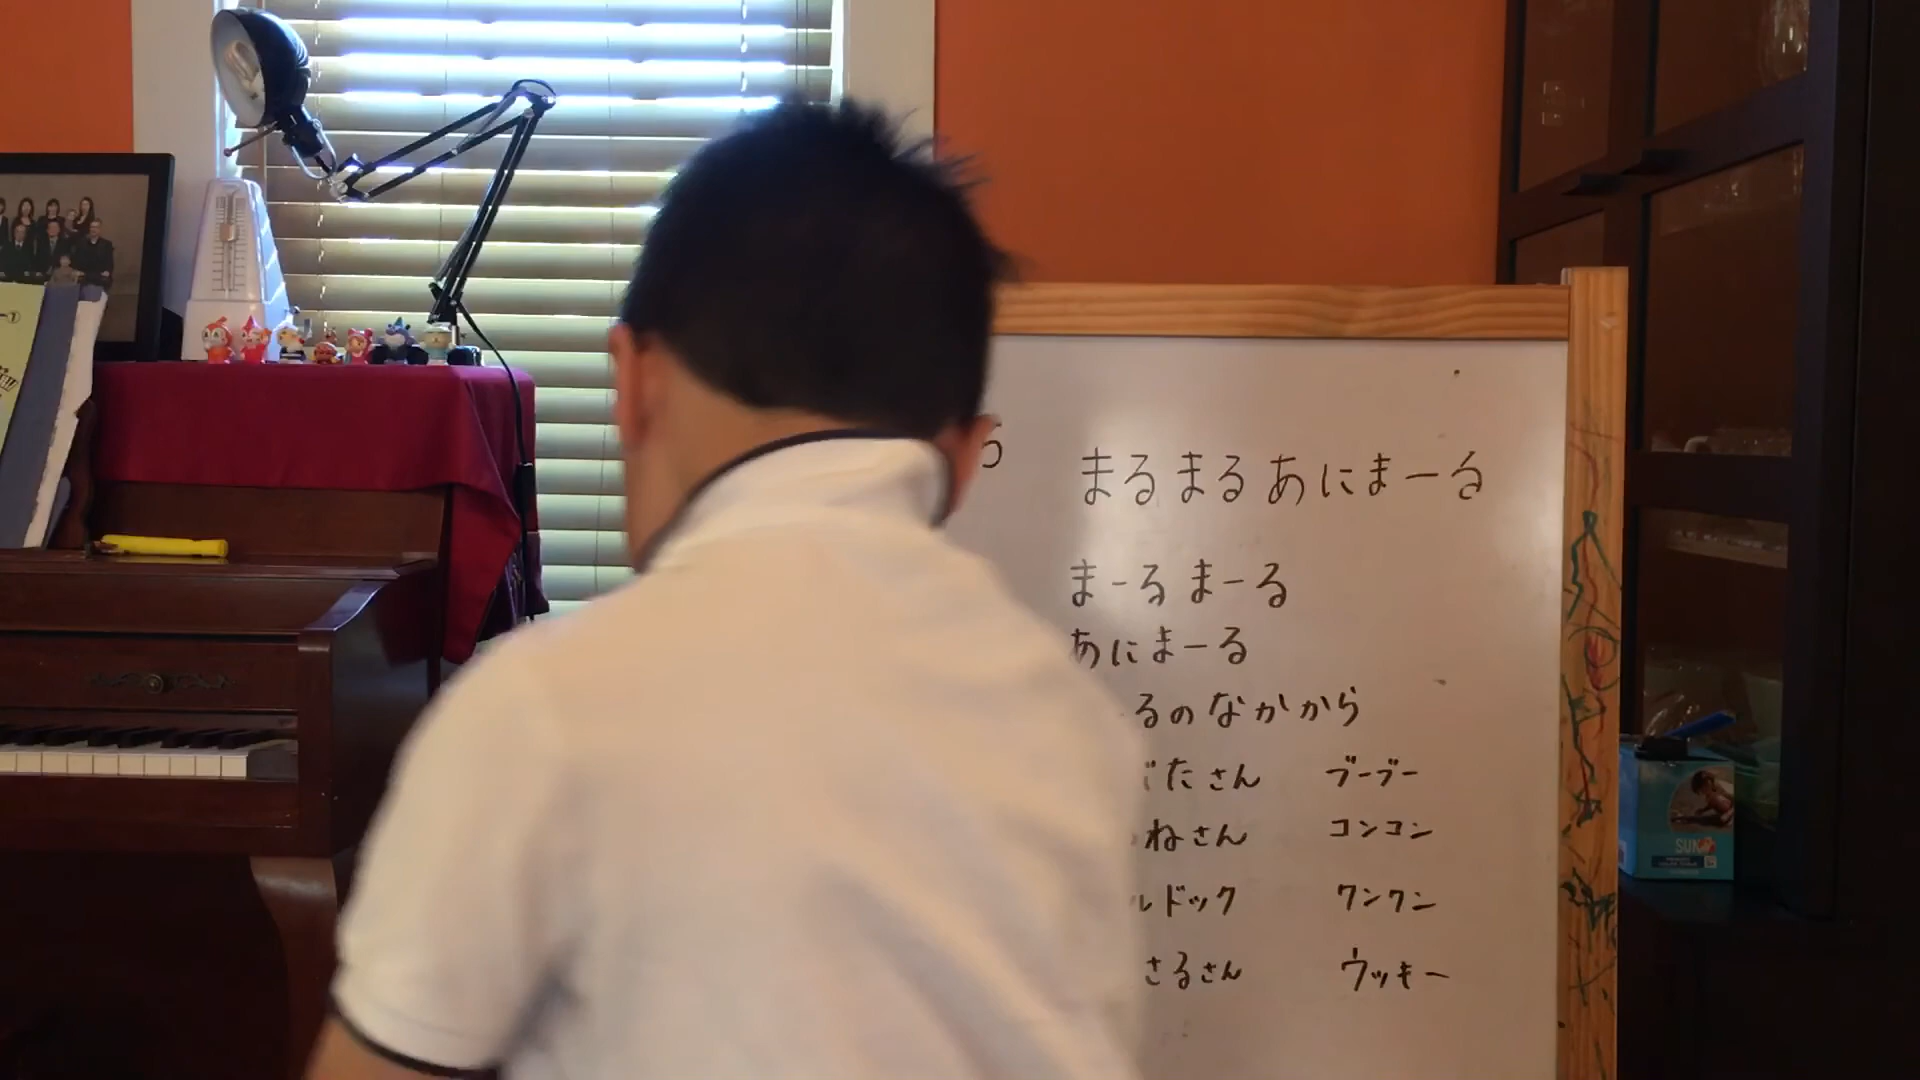 まるまるあにまーる
まーる まーる
あにまーる
るのなかから
ぶたさん ブーブー
ねさん コンコン
ルドック ワンワン
さるさん ウッキー